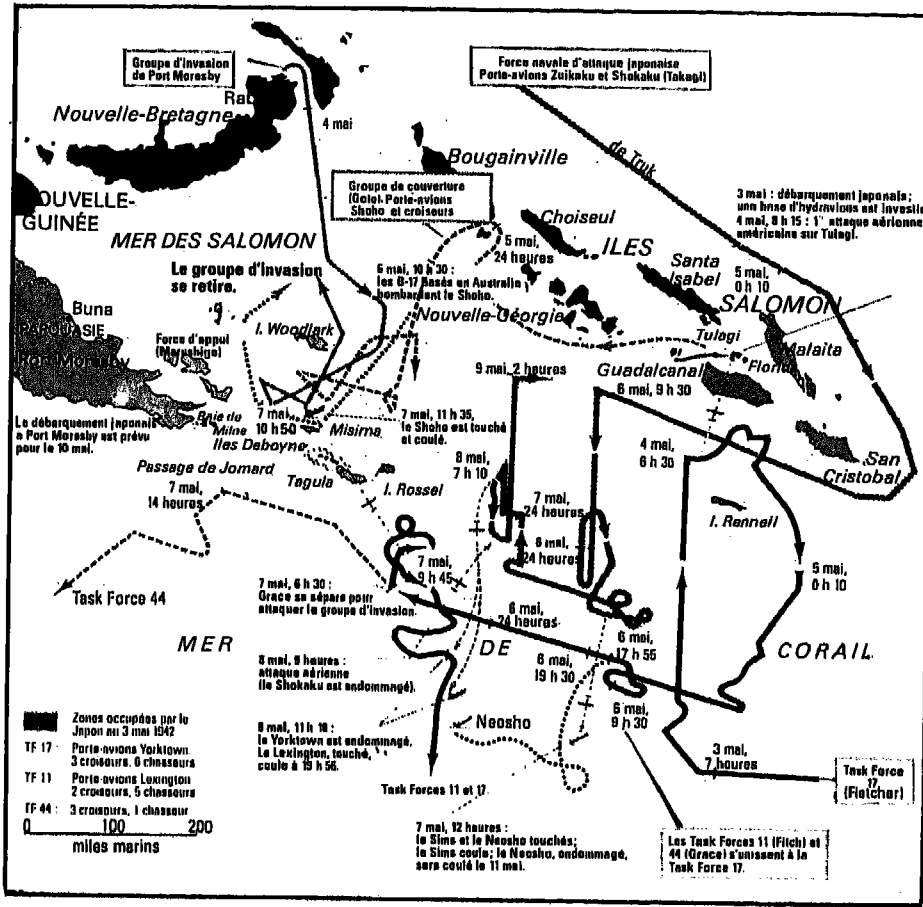 Groupe d'invasion
de Port Moresby
Force navale d'attaque japonaise
Porte-avions Zuikaku et Shokaku (Takagi)
Rab
Nouvelle-Bretagne
4 mai
de Truk
Bougainville
Groupe de couverture
(Goto). Porte-avions
Shoho et croiseurs
OUVELLE-
GUINÉE
3 mai : débarquement japonais;
une base d'hydravions est investie
4 mai, 8 h 15 : 1re attaque aérienne
américaine sur Tulagi.
Choiseul
MER DES SALOMON
5 mai,
24 heures
ILES
Santa
Isabel
5 mai,
0 h 10
Le groupe d'invasion
se retire.
6 mai, 10 h 30 :
les B-17 basés en Australie
bombardent le Shoho.
SALOMON
Buna
PAPOUASIE
Port Moresby
I. Woodlark
Nouvelle-Géorgie
Tulagi
Malaita
Force d'appui
(Marushige)
Florid
Guadalcanal
9 mai, 2 heures
6 mai, 9 h 30
Le débarquement japonais
à Port Moresby est prévu
pour le 10 mai.
Baie de
Milne
7 mai,
10 h 50
Misima
7 mai, 11 h 35,
le Shoho est touché
et coulé.
Iles Deboyne
4 mai,
6 h 30
San
Cristobal
Passage de Jomard
Tagula
I. Rossel
8 mai,
7 h 10
7 mai,
14 heures
7 mai,
24 heures
I. Rennell
6 mai,
24 heures
7 mai,
9 h 45
5 mai,
0 h 10
Task Force 44
7 mai, 6 h 30 :
Grace se sépare pour
attaquer le groupe d'invasion.
6 mai,
24 heures
MER
DE
CORAIL
6 mai,
17 h 55
8 mai, 9 heures :
attaque aérienne
(le Shokaku est endommagé).
6 mai,
19 h 30
6 mai,
9 h 30
Zones occupées par le
Japon au 3 mai 1942
8 mai, 11 h 18 :
le Yorktown est endommagé.
Le Lexington, touché,
coule à 19 h 56.
Neosho
TF 17 : Porte-avions Yorktown
3 croiseurs, 6 chasseurs
3 mai,
7 heures
TF 11 Porte-avions Lexington
2 croiseurs, 5 chasseurs
Task Forces 11 et 17
Task Force
17
(Fletcher)
TF 44 : 3 croiseurs, 1 chasseur
0 100 200
miles marins
7 mai, 12 heures :
le Sims et le Neosho touchés;
le Sims coule; le Neosho, endommagé,
sera coulé le 11 mai.
Les Task Forces 11 (Fitch) et
44 (Grace) s'unissent à la
Task Force 17.